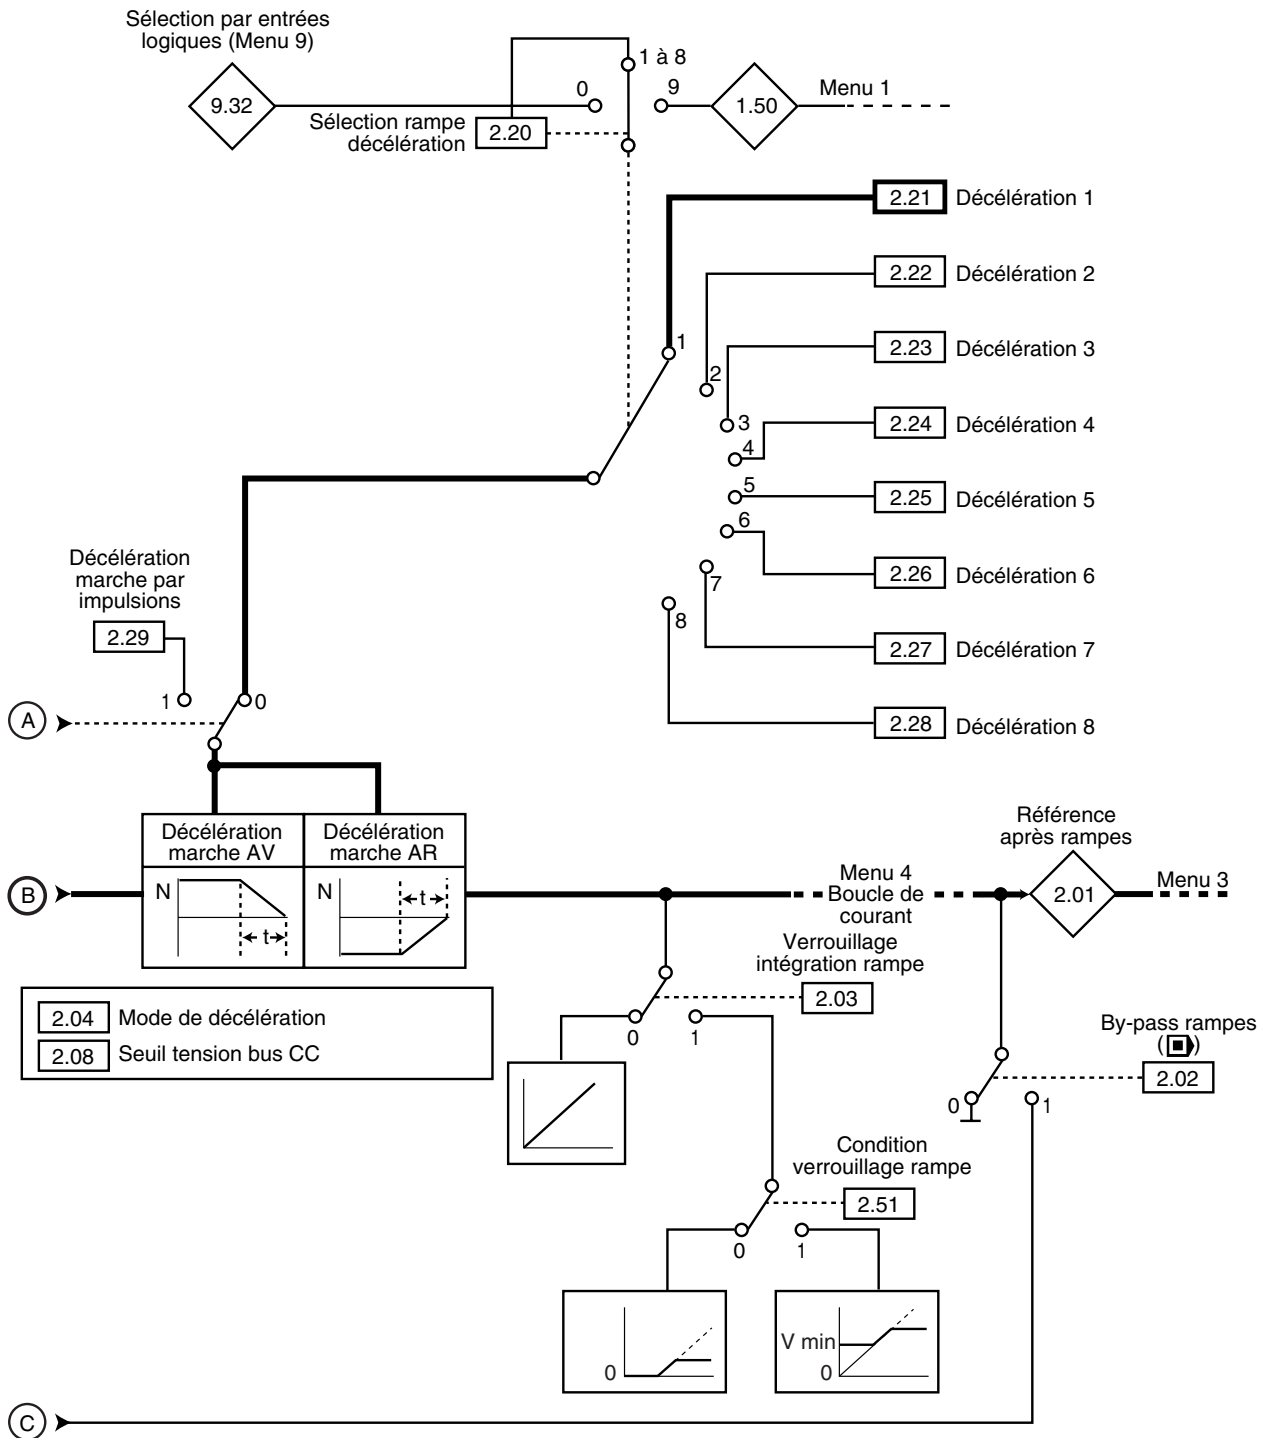 Sélection par entrées
logiques (Menu 9)
1 à 8
0
9
Menu 1
9.32
1.50
Sélection rampe
décélération
2.20
2.21
Décélération 1
2.22
Décélération 2
1
2.23
Décélération 3
2
3
2.24
Décélération 4
4
5
2.25
Décélération 5
6
Décélération
marche par
impulsions
2.26
Décélération 6
7
8
2.29
2.27
Décélération 7
1
0
A
2.28
Décélération 8
Décélération
marche AV
Décélération
marche AR
Référence
après rampes
B
N
t
N
t
Menu 4
Boucle de
courant
2.01
Menu 3
Verrouillage
intégration rampe
2.03
2.04
Mode de décélération
2.08
Seuil tension bus CC
0
1
By-pass rampes
( )
2.02
0
1
Condition
verrouillage rampe
2.51
0
1
0
V min
0
C